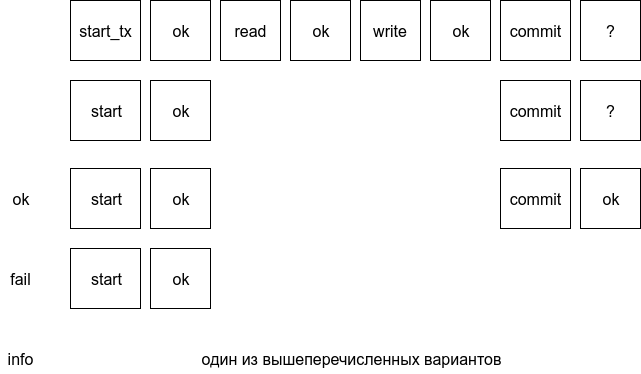 start_tx ok read ok write ok commit ?
start ok commit ?
ok start ok commit ok
fail start ok
info один из вышеперечисленных вариантов